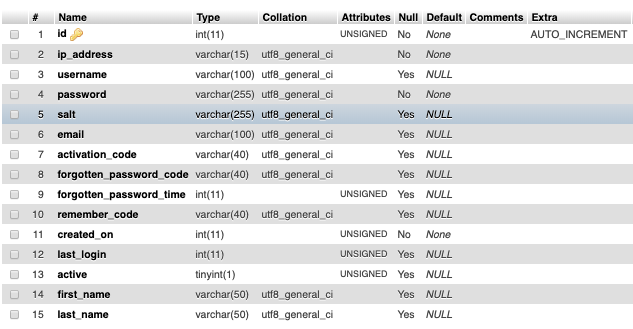 # Name Type Collation Attributes Null Default Comments Extra
1 id int(11) UNSIGNED No None AUTO_INCREMENT
2 ip_address varchar(15) utf8_general_ci No None
3 username varchar(100) utf8_general_ci Yes NULL
4 password varchar(255) utf8_general_ci No None
5 salt varchar(255) utf8_general_ci Yes NULL
6 email varchar(100) utf8_general_ci Yes NULL
7 activation_code varchar(40) utf8_general_ci Yes NULL
8 forgotten_password_code varchar(40) utf8_general_ci Yes NULL
9 forgotten_password_time int(11) UNSIGNED Yes NULL
10 remember_code varchar(40) utf8_general_ci Yes NULL
11 created_on int(11) UNSIGNED No None
12 last_login int(11) UNSIGNED Yes NULL
13 active tinyint(1) UNSIGNED Yes NULL
14 first_name varchar(50) utf8_general_ci Yes NULL
15 last_name varchar(50) utf8_general_ci Yes NULL